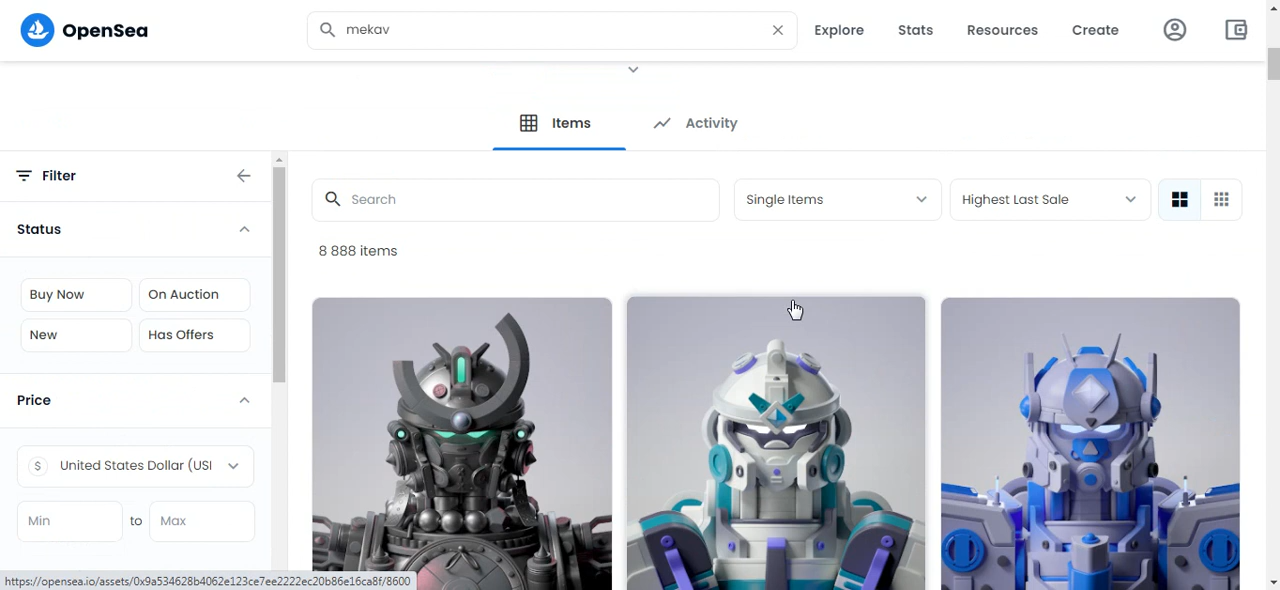 OpenSea
mekav
Explore
Stats
Resources
Create
Items
Activity
Filter
Search
Single Items
Highest Last Sale
Status
8 888 items
Buy Now
On Auction
New
Has Offers
Price
$ United States Dollar (USI
Min
to
Max
https://opensea.io/assets/0x9a534628b4062e123ce7ee2222ec20b86e16ca8f/8600